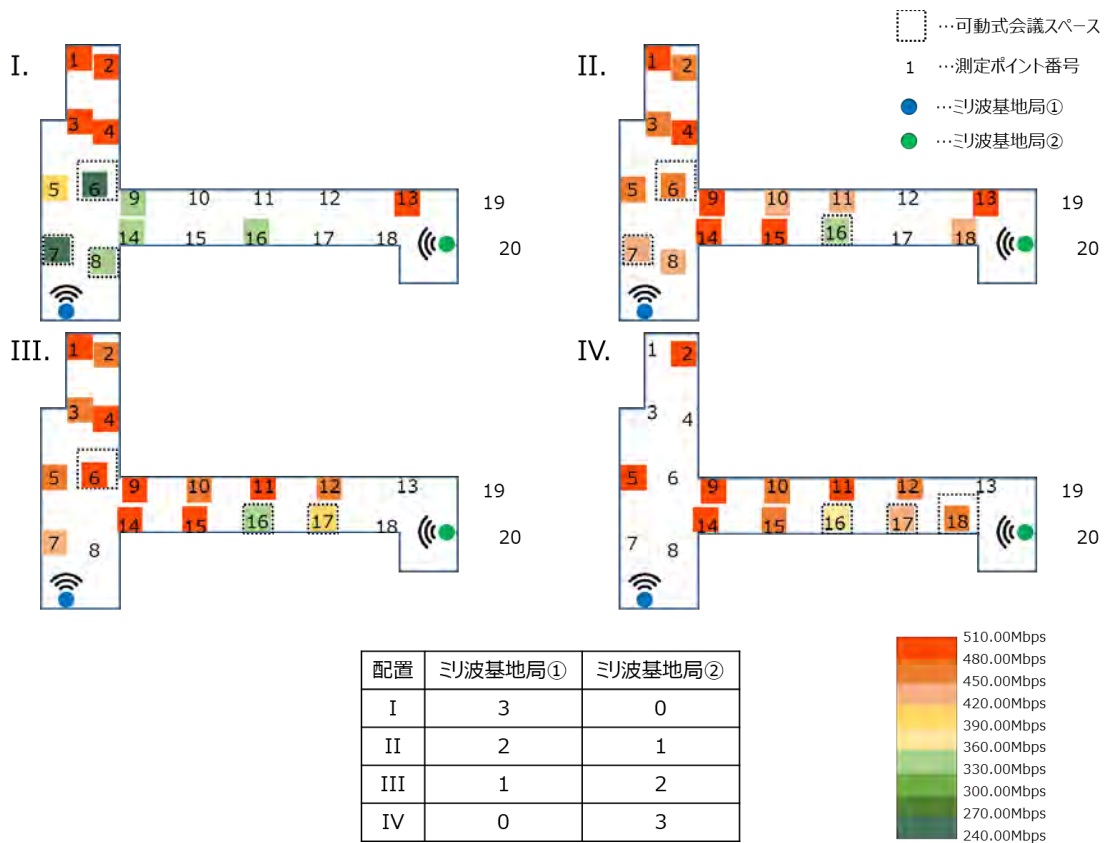 …可動式会議スペース
1 …測定ポイント番号
…ミリ波基地局①
…ミリ波基地局②
I.
1 2
3 4
5 6
7 8
9 10 11 12 13
14 15 16 17 18
19
20
II.
1 2
3 4
5 6
7 8
9 10 11 12 13
14 15 16 17 18
19
20
III.
1 2
3 4
5 6
7 8
9 10 11 12 13
14 15 16 17 18
19
20
IV.
1 2
3 4
5 6
7 8
9 10 11 12 13
14 15 16 17 18
19
20
配置 ミリ波基地局① ミリ波基地局②
I 3 0
II 2 1
III 1 2
IV 0 3
510.00Mbps
480.00Mbps
450.00Mbps
420.00Mbps
390.00Mbps
360.00Mbps
330.00Mbps
300.00Mbps
270.00Mbps
240.00Mbps